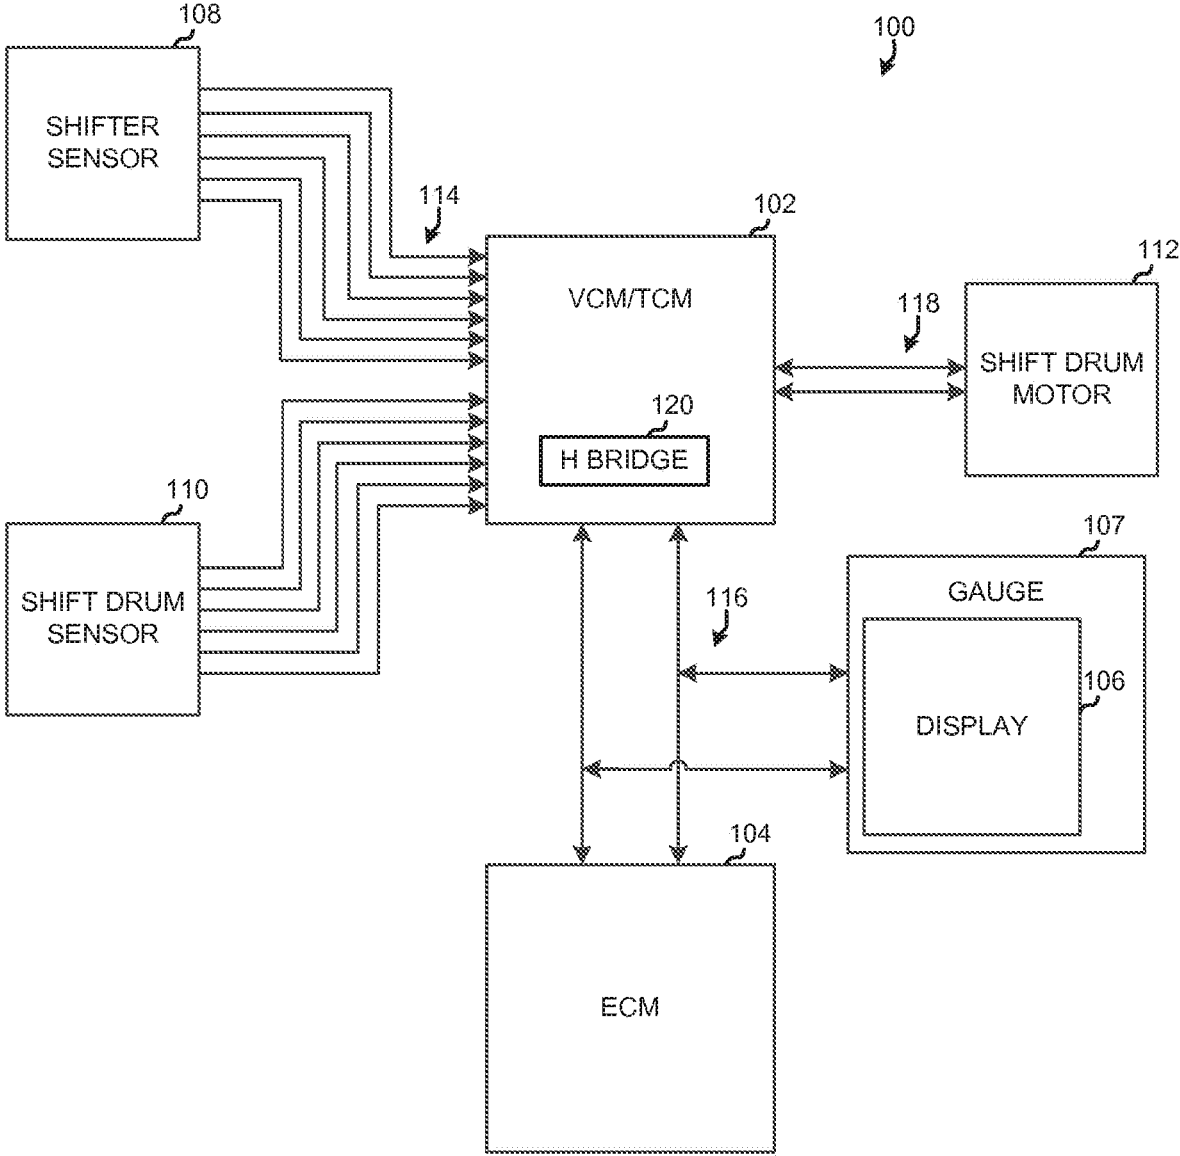 108
100
SHIFTER
SENSOR
114
102
112
VCM/TCM
118
SHIFT DRUM
MOTOR
120
H BRIDGE
110
107
SHIFT DRUM
SENSOR
116
GAUGE
106
DISPLAY
104
ECM